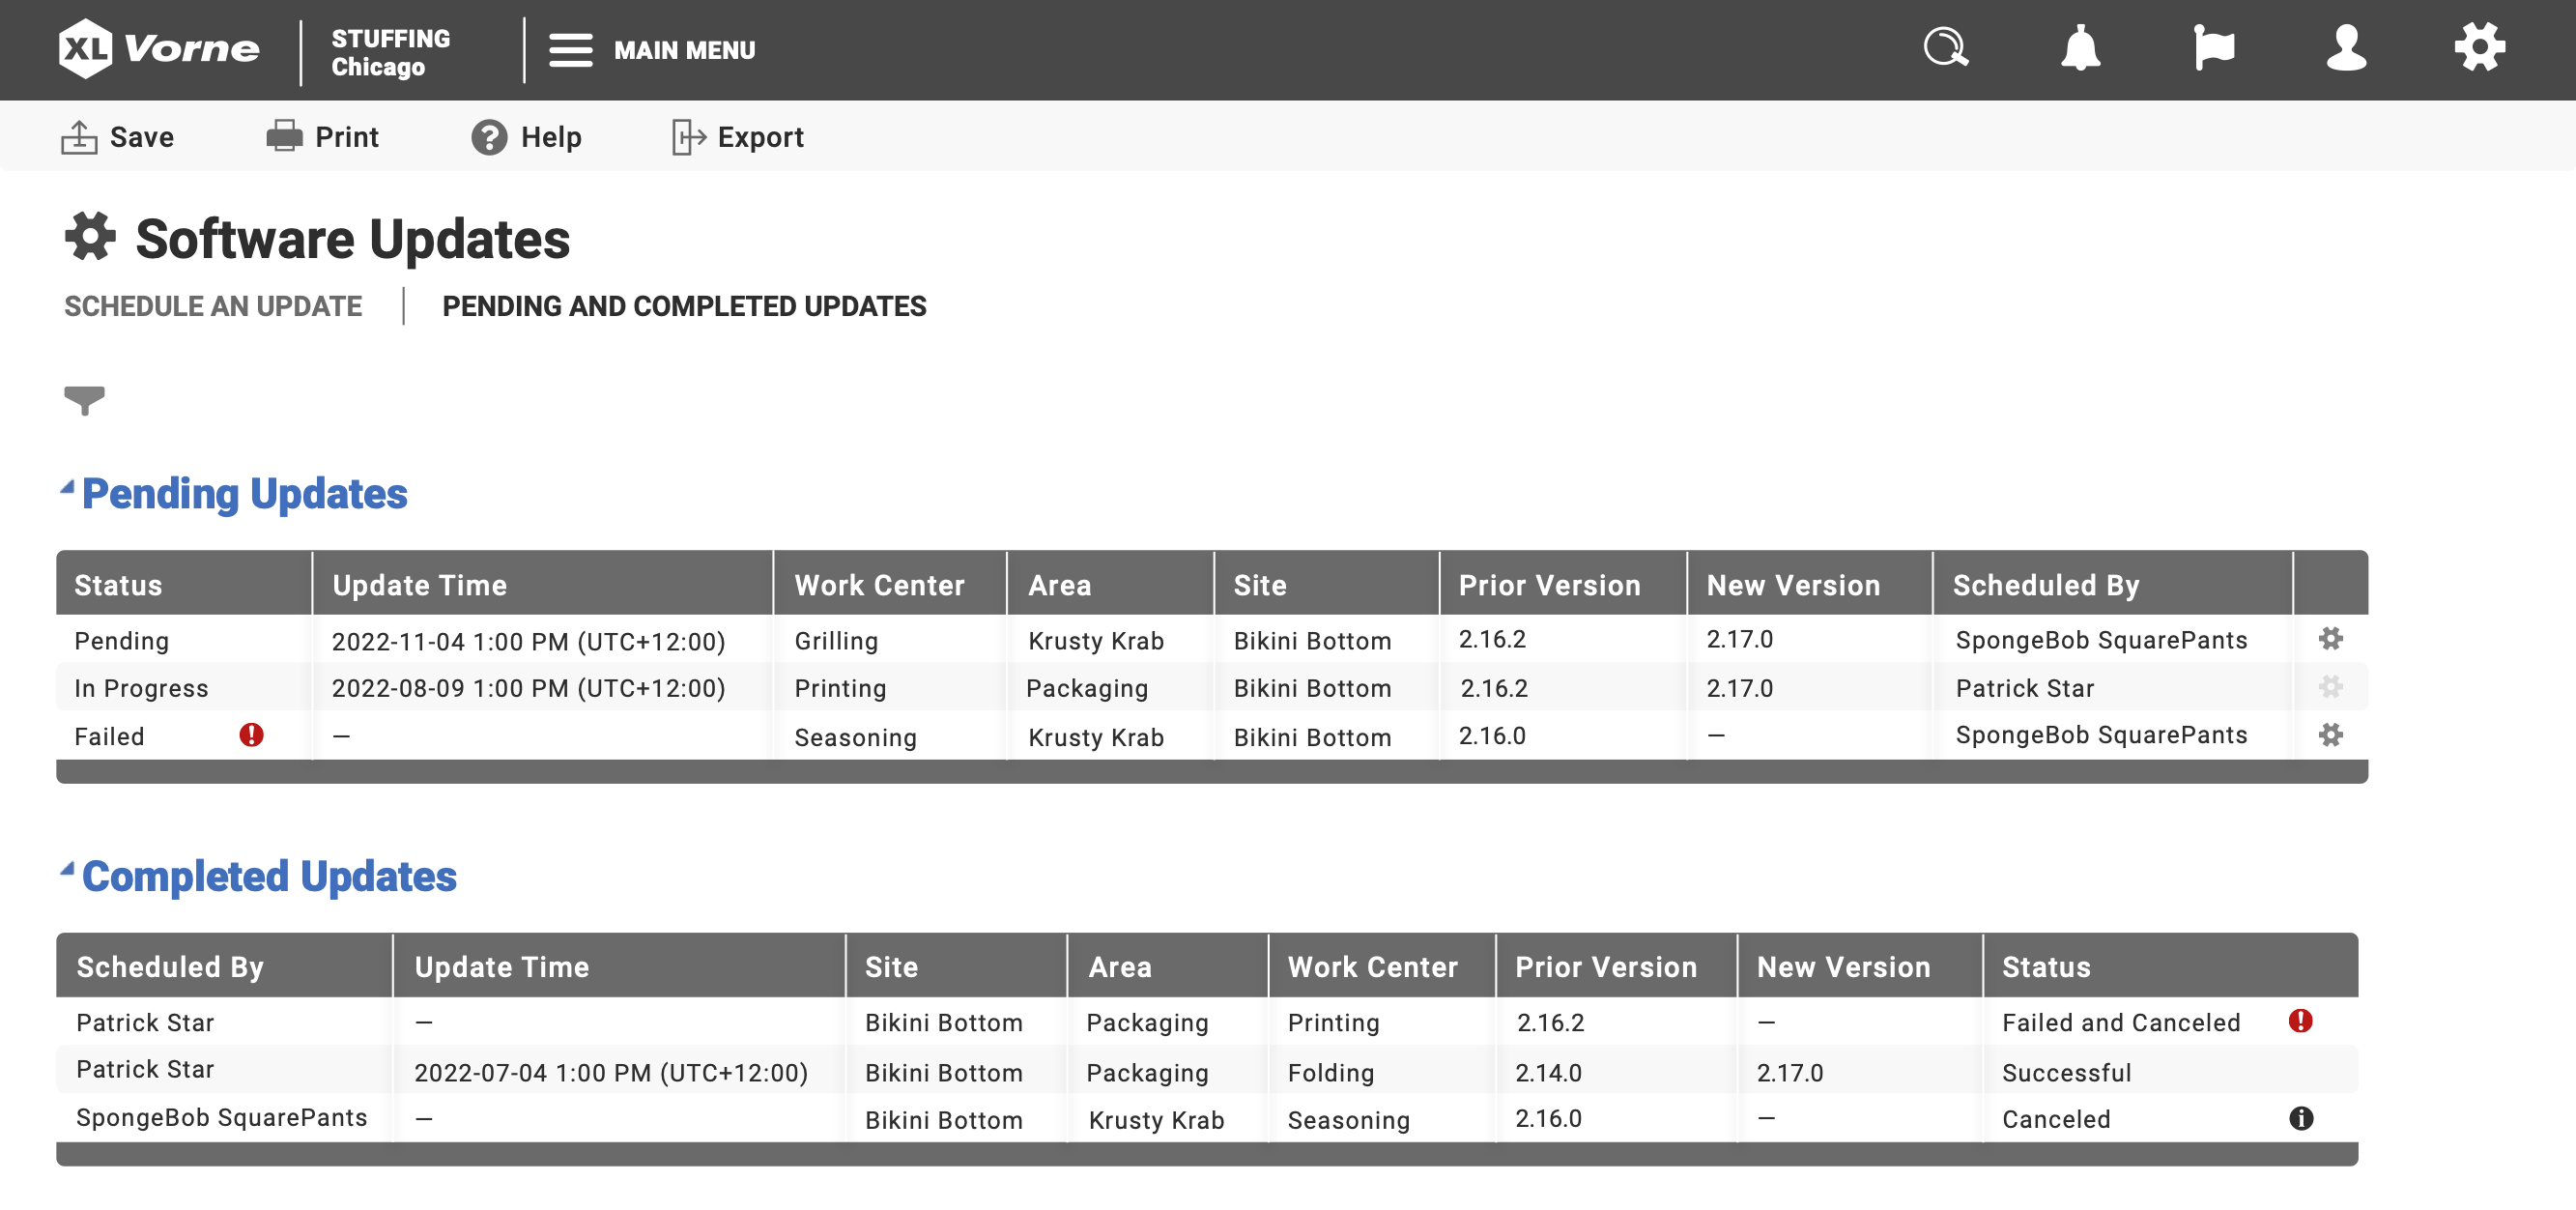 XL Vorne
STUFFING
Chicago
MAIN MENU
Save Print Help Export
Software Updates
SCHEDULE AN UPDATE PENDING AND COMPLETED UPDATES
Pending Updates
Status Update Time Work Center Area Site Prior Version New Version Scheduled By
Pending 2022-11-04 1:00 PM (UTC+12:00) Grilling Krusty Krab Bikini Bottom 2.16.2 2.17.0 SpongeBob SquarePants
In Progress 2022-08-09 1:00 PM (UTC+12:00) Printing Packaging Bikini Bottom 2.16.2 2.17.0 Patrick Star
Failed — Seasoning Krusty Krab Bikini Bottom 2.16.0 — SpongeBob SquarePants
Completed Updates
Scheduled By Update Time Site Area Work Center Prior Version New Version Status
Patrick Star — Bikini Bottom Packaging Printing 2.16.2 — Failed and Canceled
Patrick Star 2022-07-04 1:00 PM (UTC+12:00) Bikini Bottom Packaging Folding 2.14.0 2.17.0 Successful
SpongeBob SquarePants — Bikini Bottom Krusty Krab Seasoning 2.16.0 — Canceled